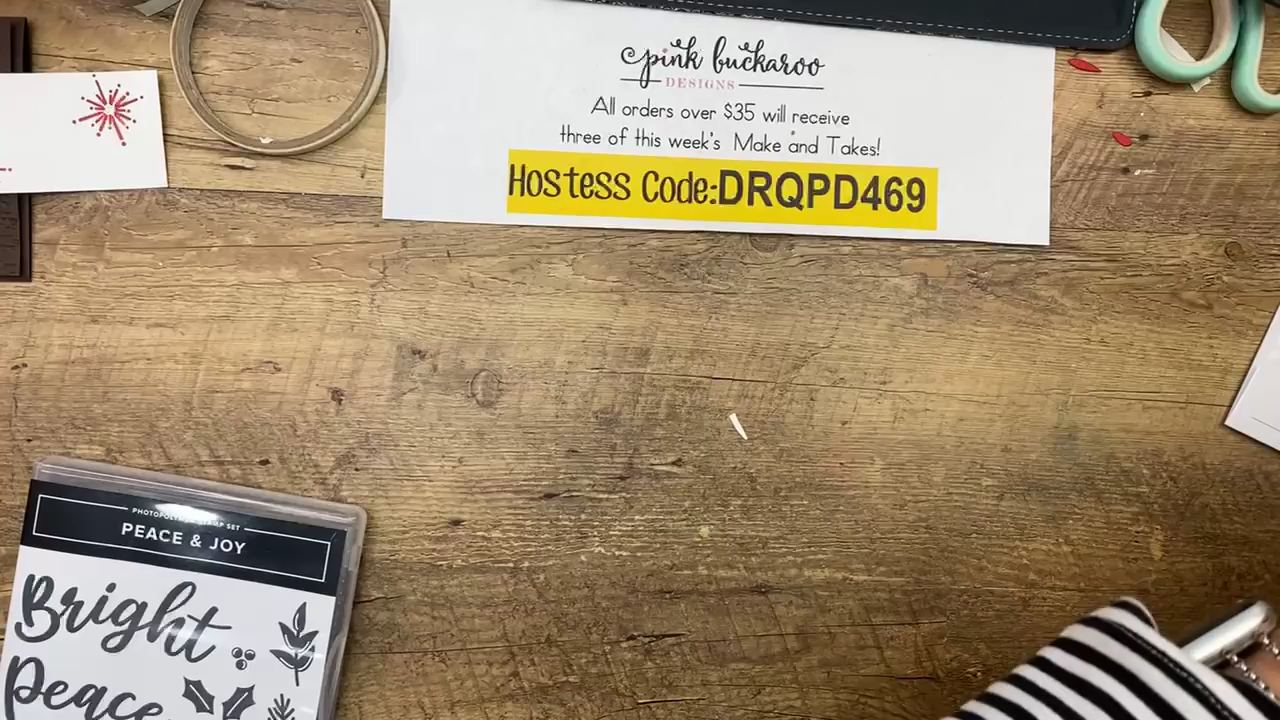 pink buckaroo
DESIGNS
All orders over $35 will receive
three of this week's Make and Takes!
Hostess Code:DRQPD469
PHOTOPOLYMER STAMP SET
PEACE & JOY
Bright
Peace